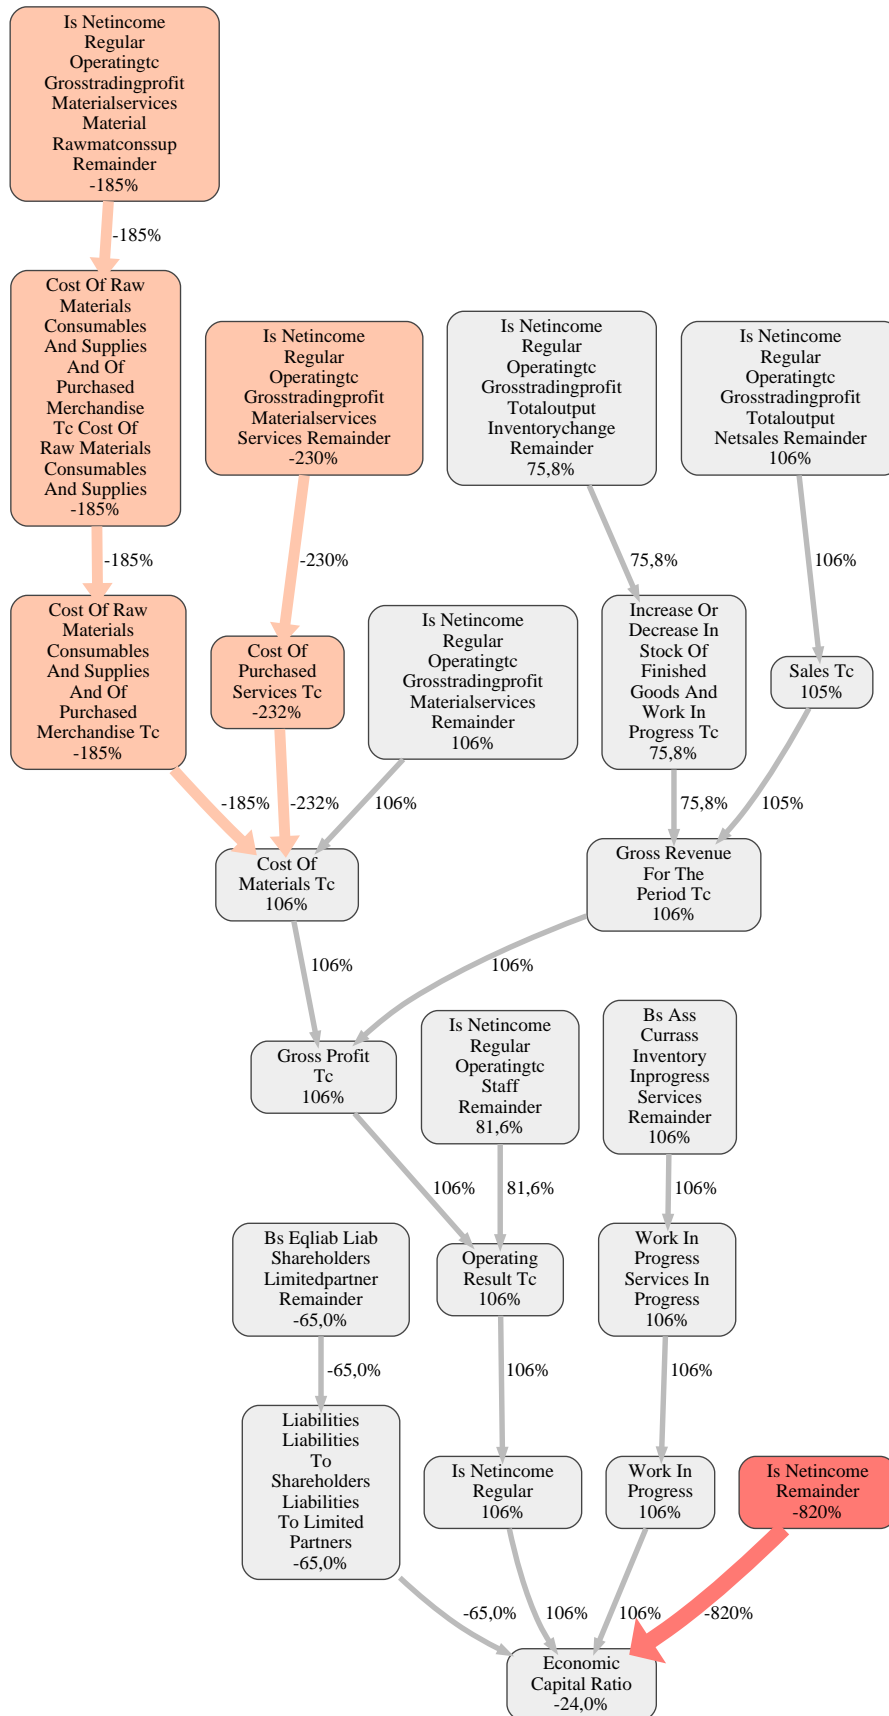 Is Netincome
Regular
Operatingtc
Grosstradingprofit
Materialservices
Material
Rawmatconssup
Remainder
-185%
-185%
Cost Of Raw
Materials
Consumables
And Supplies
And Of
Purchased
Merchandise
Tc Cost Of
Raw Materials
Consumables
And Supplies
-185%
Is Netincome
Regular
Operatingtc
Grosstradingprofit
Materialservices
Services Remainder
-230%
Is Netincome
Regular
Operatingtc
Grosstradingprofit
Totaloutput
Inventorychange
Remainder
75,8%
Is Netincome
Regular
Operatingtc
Grosstradingprofit
Totaloutput
Netsales Remainder
106%
-185%
-230%
75,8%
106%
Cost Of Raw
Materials
Consumables
And Supplies
And Of
Purchased
Merchandise Tc
-185%
Cost Of
Purchased
Services Tc
-232%
Is Netincome
Regular
Operatingtc
Grosstradingprofit
Materialservices
Remainder
106%
Increase Or
Decrease In
Stock Of
Finished
Goods And
Work In
Progress Tc
75,8%
Sales Tc
105%
-185%
-232%
106%
75,8%
105%
Cost Of
Materials Tc
106%
Gross Revenue
For The
Period Tc
106%
106%
106%
Gross Profit
Tc
106%
Is Netincome
Regular
Operatingtc
Staff
Remainder
81,6%
Bs Ass
Currass
Inventory
Inprogress
Services
Remainder
106%
106%
81,6%
106%
Bs Eqliab Liab
Shareholders
Limitedpartner
Remainder
-65,0%
Operating
Result Tc
106%
Work In
Progress
Services In
Progress
106%
-65,0%
106%
106%
Liabilities
Liabilities
To
Shareholders
Liabilities
To Limited
Partners
-65,0%
Is Netincome
Regular
106%
Work In
Progress
106%
Is Netincome
Remainder
-820%
-65,0%
106%
106%
-820%
Economic
Capital Ratio
-24,0%